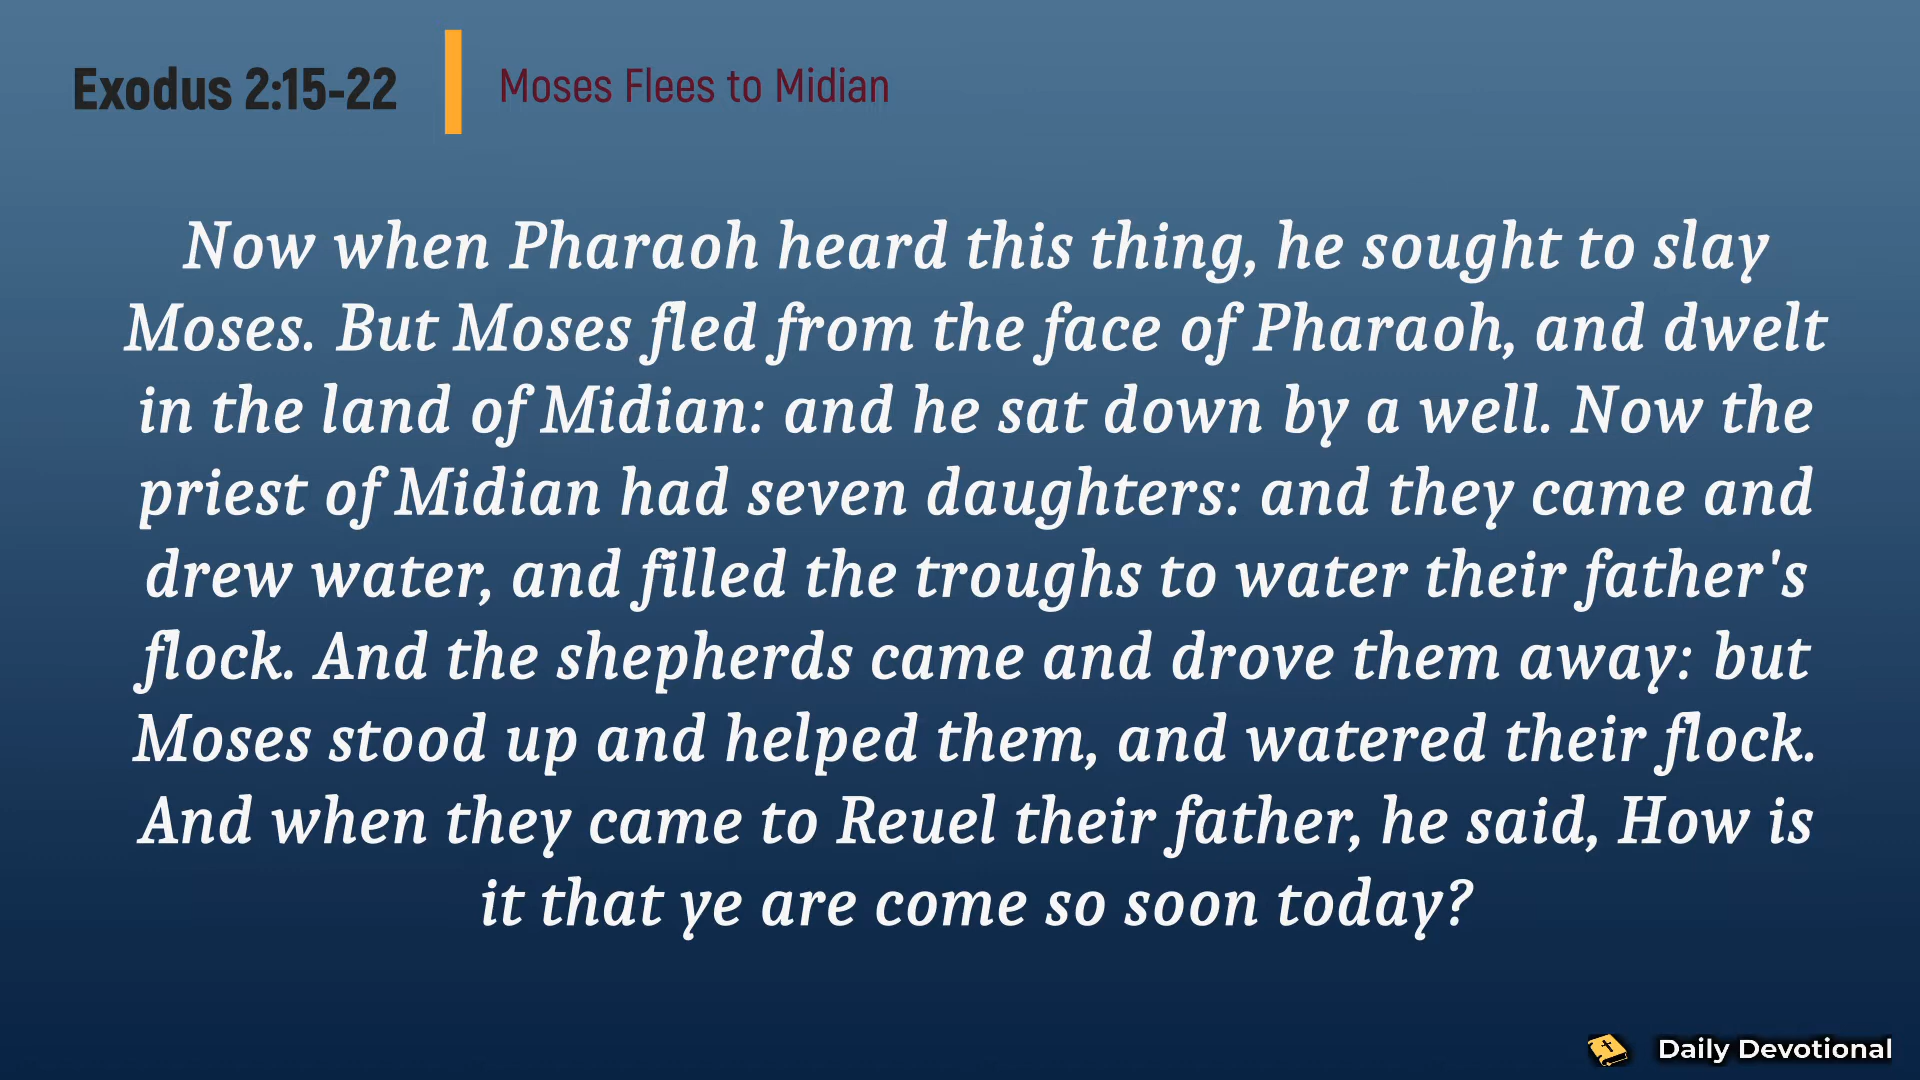 Exodus 2:15-22
Moses Flees to Midian
Now when Pharaoh heard this thing, he sought to slay
Moses. But Moses fled from the face of Pharaoh, and dwelt
in the land of Midian: and he sat down by a well. Now the
priest of Midian had seven daughters: and they came and
drew water, and filled the troughs to water their father's
flock. And the shepherds came and drove them away: but
Moses stood up and helped them, and watered their flock.
And when they came to Reuel their father, he said, How is
it that ye are come so soon today?
Daily Devotional